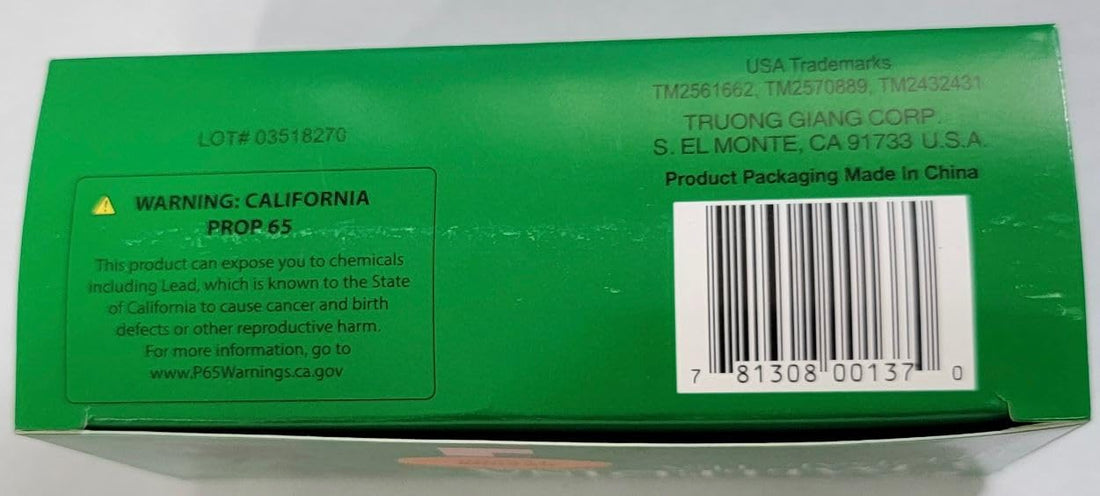 LOT# 03518270
⚠ WARNING: CALIFORNIA
PROP 65
This product can expose you to chemicals
including Lead, which is known to the State
of California to cause cancer and birth
defects or other reproductive harm.
For more information, go to
www.P65Warnings.ca.gov
USA Trademarks
TM2561662, TM2570889, TM2432431
TRUONG GIANG CORP.
S. EL MONTE, CA 91733 U.S.A.
Product Packaging Made In China
7 81308 00137 0